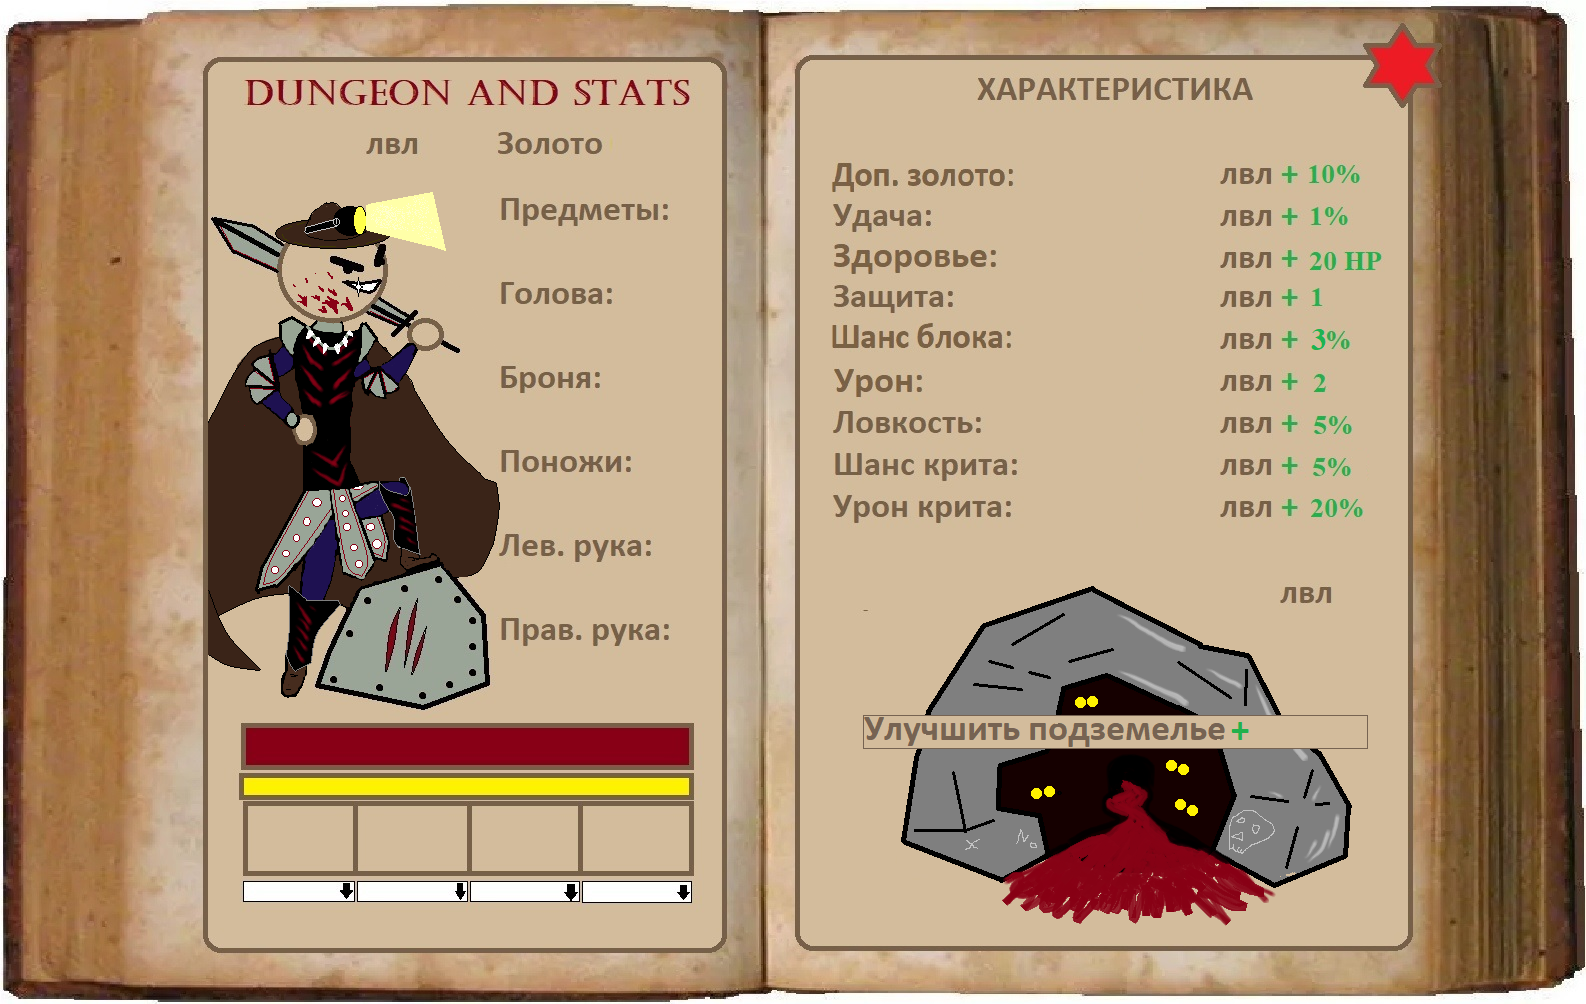 DUNGEON AND STATS
лвл Золото
Предметы:
Голова:
Броня:
Поножи:
Лев. рука:
Прав. рука:
ХАРАКТЕРИСТИКА
Доп. золото: лвл + 10%
Удача: лвл + 1%
Здоровье: лвл + 20 HP
Защита: лвл + 1
Шанс блока: лвл + 3%
Урон: лвл + 2
Ловкость: лвл + 5%
Шанс крита: лвл + 5%
Урон крита: лвл + 20%
лвл
Улучшить подземелье +
X No